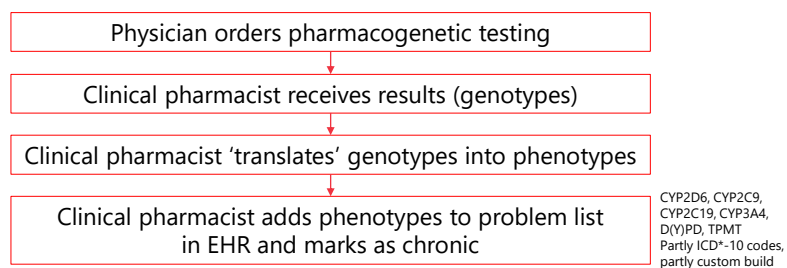 Physician orders pharmacogenetic testing
Clinical pharmacist receives results (genotypes)
Clinical pharmacist ‘translates’ genotypes into phenotypes
Clinical pharmacist adds phenotypes to problem list
in EHR and marks as chronic
CYP2D6, CYP2C9,
CYP2C19, CYP3A4,
D(Y)PD, TPMT
Partly ICD*-10 codes,
partly custom build